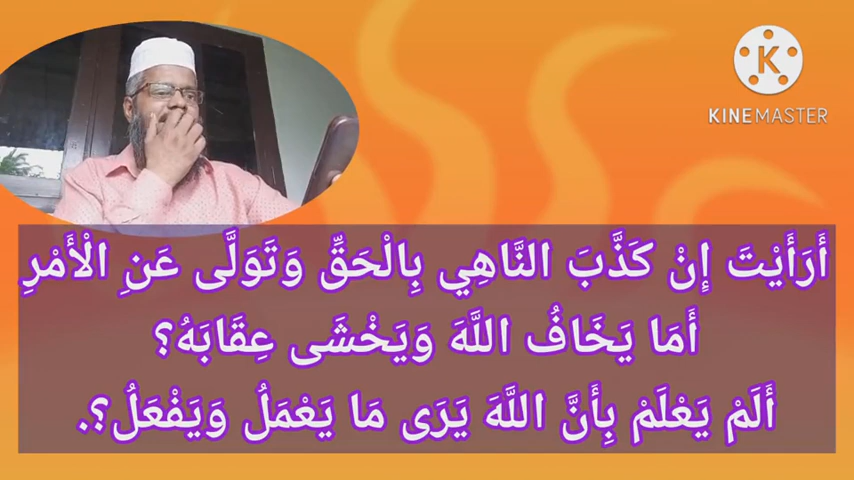 K
KINEMASTER
أَرَأَيْتَ إِنْ كَذَّبَ النَّاهِي بِالْحَقِّ وَتَوَلَّى عَنِ الْأَمْرِ
أَمَا يَخَافُ اللَّهَ وَيَخْشَى عِقَابَهُ؟
أَلَمْ يَعْلَمْ بِأَنَّ اللَّهَ يَرَى مَا يَعْمَلُ وَيَفْعَلُ؟.